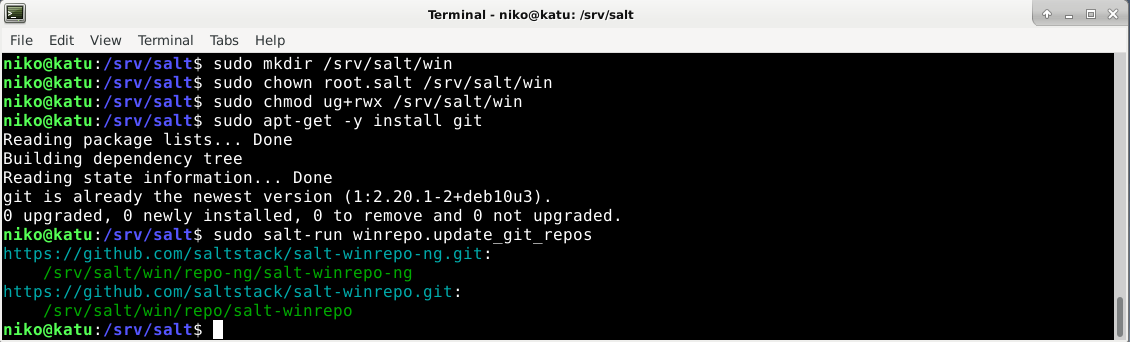 Terminal - niko@katu: /srv/salt
File Edit View Terminal Tabs Help
niko@katu:/srv/salt$ sudo mkdir /srv/salt/win
niko@katu:/srv/salt$ sudo chown root.salt /srv/salt/win
niko@katu:/srv/salt$ sudo chmod ug+rwx /srv/salt/win
niko@katu:/srv/salt$ sudo apt-get -y install git
Reading package lists... Done
Building dependency tree
Reading state information... Done
git is already the newest version (1:2.20.1-2+deb10u3).
0 upgraded, 0 newly installed, 0 to remove and 0 not upgraded.
niko@katu:/srv/salt$ sudo salt-run winrepo.update_git_repos
https://github.com/saltstack/salt-winrepo-ng.git:
    /srv/salt/win/repo-ng/salt-winrepo-ng
https://github.com/saltstack/salt-winrepo.git:
    /srv/salt/win/repo/salt-winrepo
niko@katu:/srv/salt$